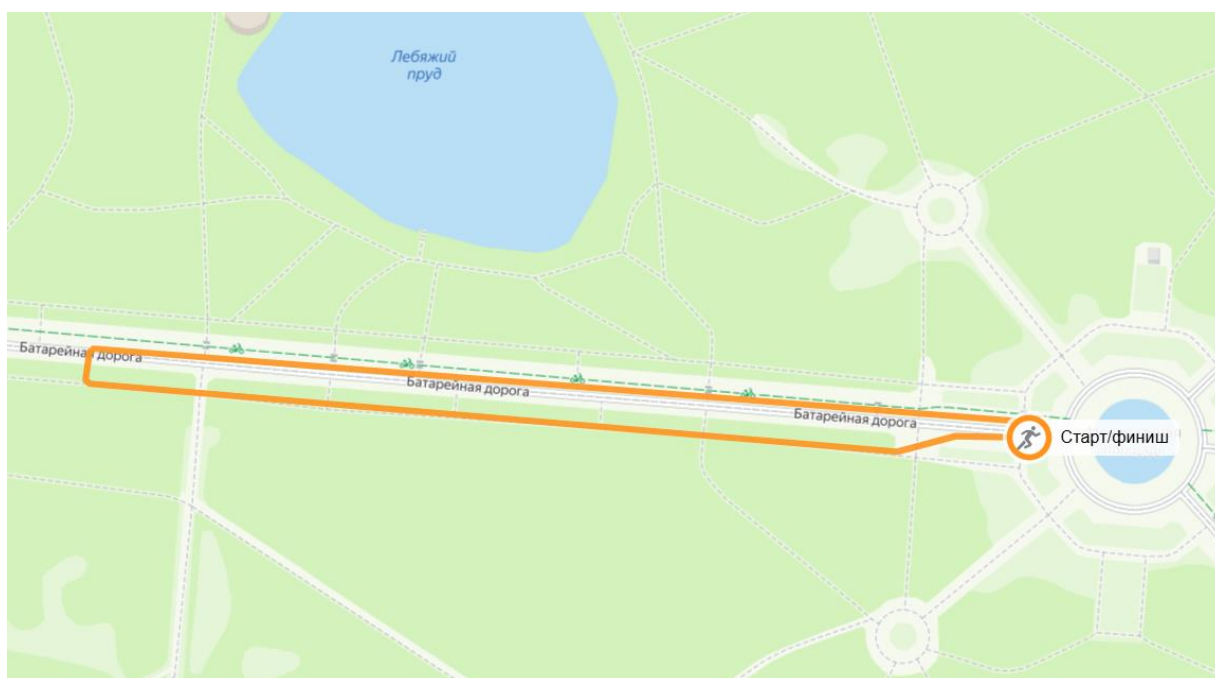 Лебяжий
пруд
Батарейная дорога
Батарейная дорога
Батарейная дорога
Старт/финиш